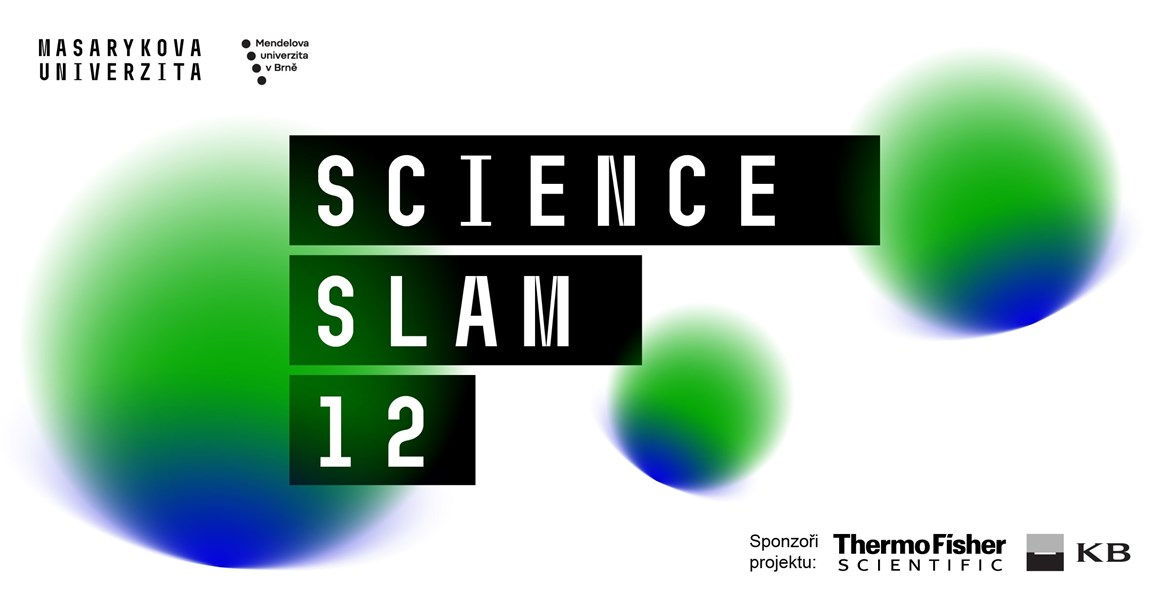 MASARYKOVA
UNIVERZITA
Mendelova
univerzita
v Brně
SCIENCE
SLAM
12
Sponzoři
projektu:
ThermoFisher
SCIENTIFIC
KB